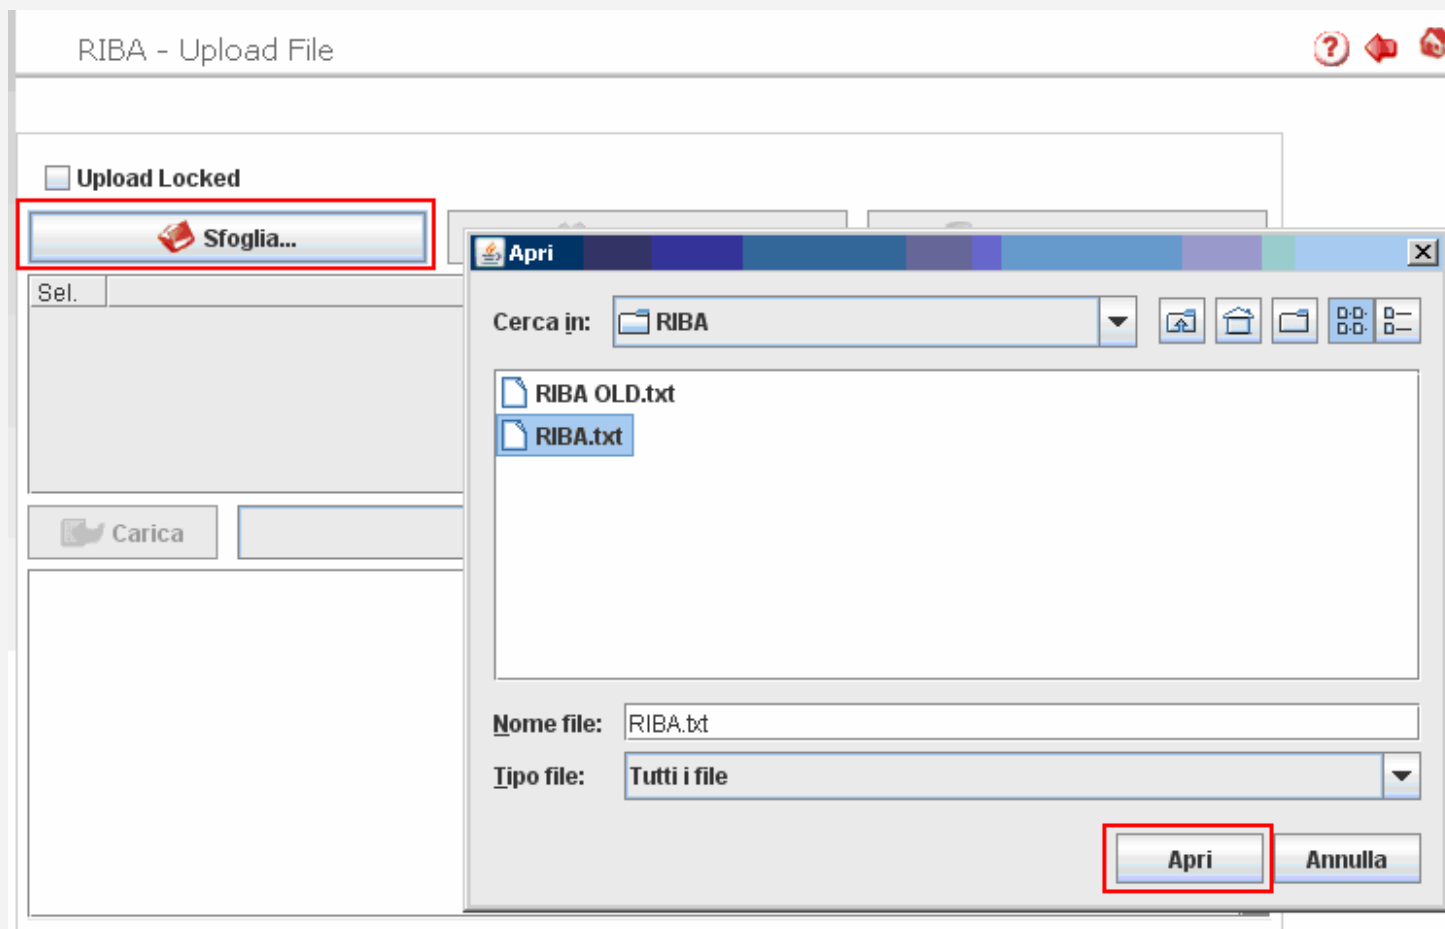 RIBA - Upload File
Upload Locked
Sfoglia...
Sel.
Carica
Apri
Cerca in:
RIBA
RIBA OLD.txt
RIBA.txt
Nome file:
RIBA.txt
Tipo file:
Tutti i file
Apri
Annulla